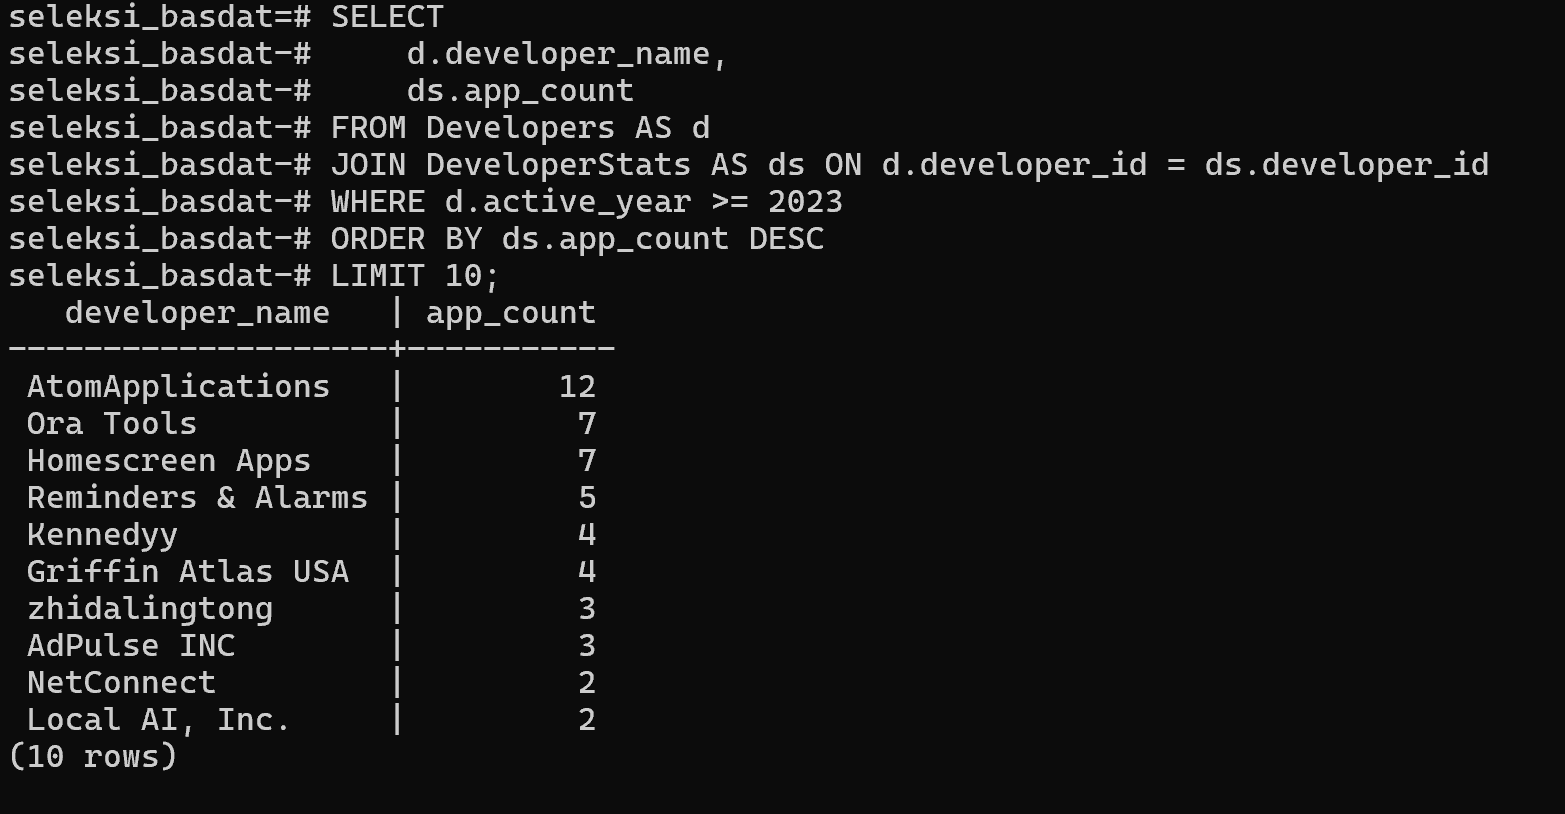 seleksi_basdat=# SELECT
seleksi_basdat-#     d.developer_name,
seleksi_basdat-#     ds.app_count
seleksi_basdat-# FROM Developers AS d
seleksi_basdat-# JOIN DeveloperStats AS ds ON d.developer_id = ds.developer_id
seleksi_basdat-# WHERE d.active_year >= 2023
seleksi_basdat-# ORDER BY ds.app_count DESC
seleksi_basdat-# LIMIT 10;
   developer_name   | app_count
--------------------+-----------
 AtomApplications   |        12
 Ora Tools          |         7
 Homescreen Apps    |         7
 Reminders & Alarms |         5
 Kennedyy           |         4
 Griffin Atlas USA  |         4
 zhidalingtong      |         3
 AdPulse INC        |         3
 NetConnect         |         2
 Local AI, Inc.     |         2
(10 rows)